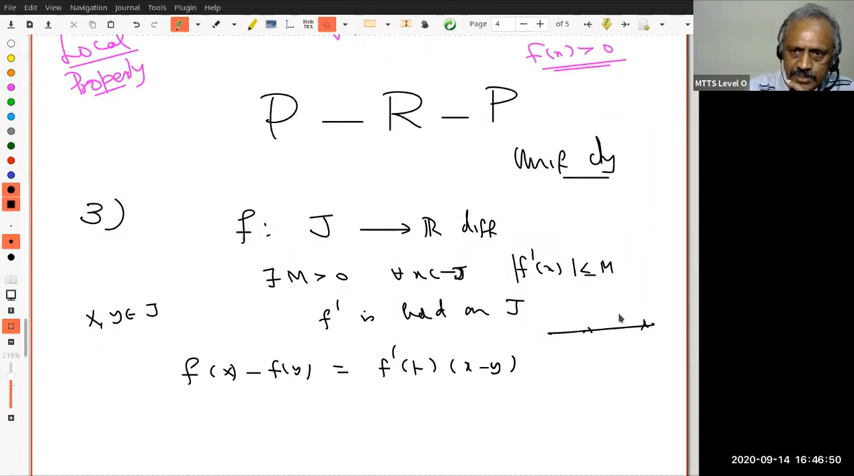 File Edit View Navigation Journal Tools Plugin Help
Page 4 of 5
Local
Property
f(x) > 0
MTTS Level O
P — R — P
Unif cty
3) f: J → ℝ diff
∃ M > 0 ∀ x ∈ J |f'(x)| ≤ M
x, y ∈ J f' is bdd on J
f(x) – f(y) = f'(t) (x – y)
218%
2020-09-14 16:46:50